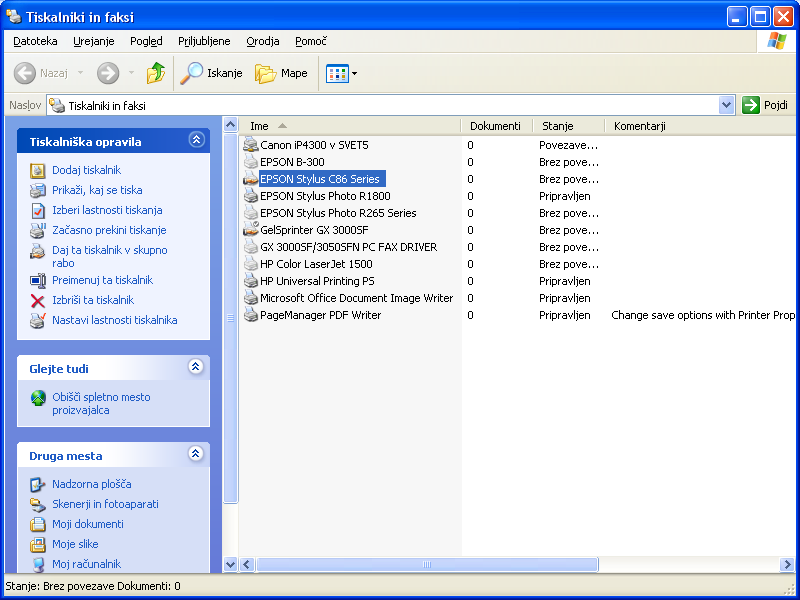 Tiskalniki in faksi
Datoteka Urejanje Pogled Priljubljene Orodja Pomoč
Nazaj Iskanje Mape
Naslov Tiskalniki in faksi Pojdi
Tiskalniška opravila
Dodaj tiskalnik
Prikaži, kaj se tiska
Izberi lastnosti tiskanja
Začasno prekini tiskanje
Daj ta tiskalnik v skupno
rabo
Preimenuj ta tiskalnik
Izbriši ta tiskalnik
Nastavi lastnosti tiskalnika
Glejte tudi
Obišči spletno mesto
proizvajalca
Druga mesta
Nadzorna plošča
Skenerji in fotoaparati
Moji dokumenti
Moje slike
Moj računalnik
Ime Dokumenti Stanje Komentarji
Canon iP4300 v SVET5 0 Povezave...
EPSON B-300 0 Brez pove...
EPSON Stylus C86 Series 0 Brez pove...
EPSON Stylus Photo R1800 0 Pripravljen
EPSON Stylus Photo R265 Series 0 Brez pove...
GelSprinter GX 3000SF 0 Brez pove...
GX 3000SF/3050SFN PC FAX DRIVER 0 Brez pove...
HP Color LaserJet 1500 0 Brez pove...
HP Universal Printing PS 0 Pripravljen
Microsoft Office Document Image Writer 0 Pripravljen
PageManager PDF Writer 0 Pripravljen Change save options with Printer Prop
Stanje: Brez povezave Dokumenti: 0